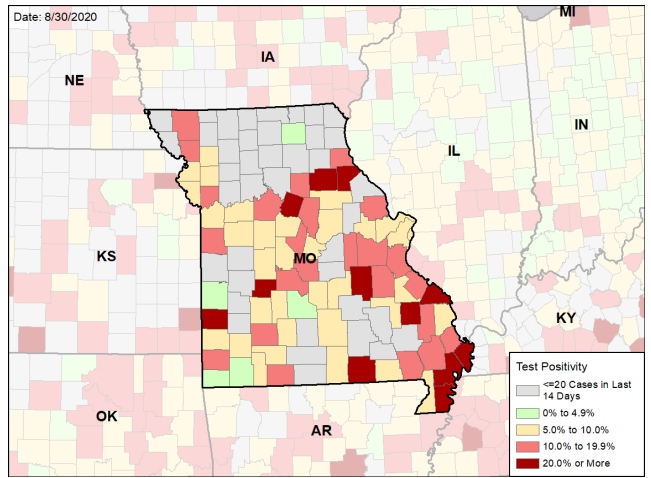 Date: 8/30/2020
MI
IA
NE
IN
IL
KS
MO
KY
OK
AR
Test Positivity
<=20 Cases in Last
14 Days
0% to 4.9%
5.0% to 10.0%
10.0% to 19.9%
20.0% or More